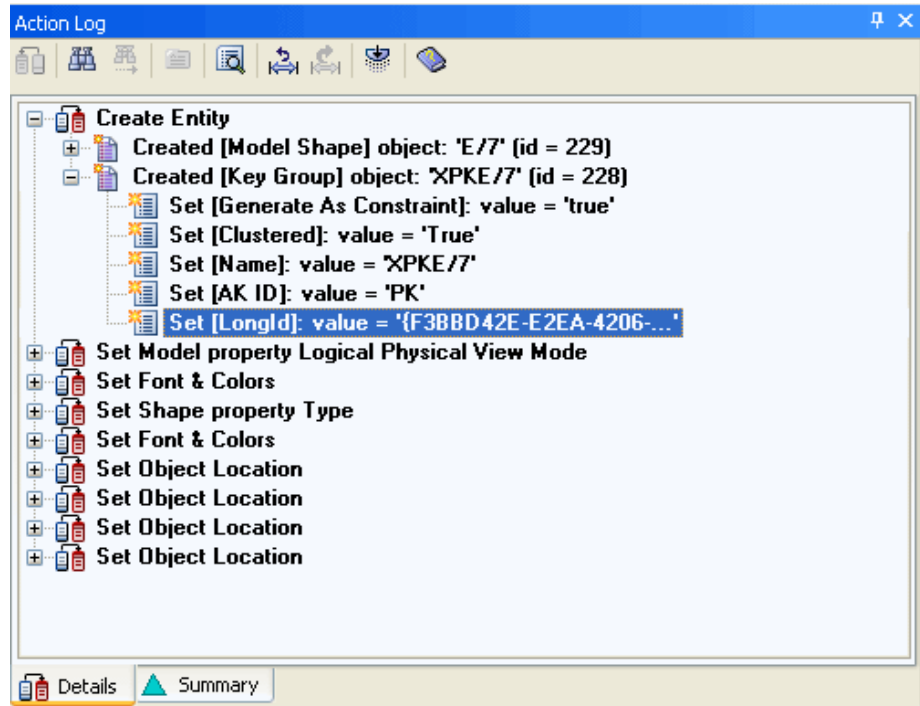 Action Log
Create Entity
Created [Model Shape] object: 'E/7' (id = 229)
Created [Key Group] object: 'XPKE/7' (id = 228)
Set [Generate As Constraint]: value = 'true'
Set [Clustered]: value = 'True'
Set [Name]: value = 'XPKE/7'
Set [AK ID]: value = 'PK'
Set [LongId]: value = '{F3BBD42E-E2EA-4206-...'
Set Model property Logical Physical View Mode
Set Font & Colors
Set Shape property Type
Set Font & Colors
Set Object Location
Set Object Location
Set Object Location
Set Object Location
Details Summary